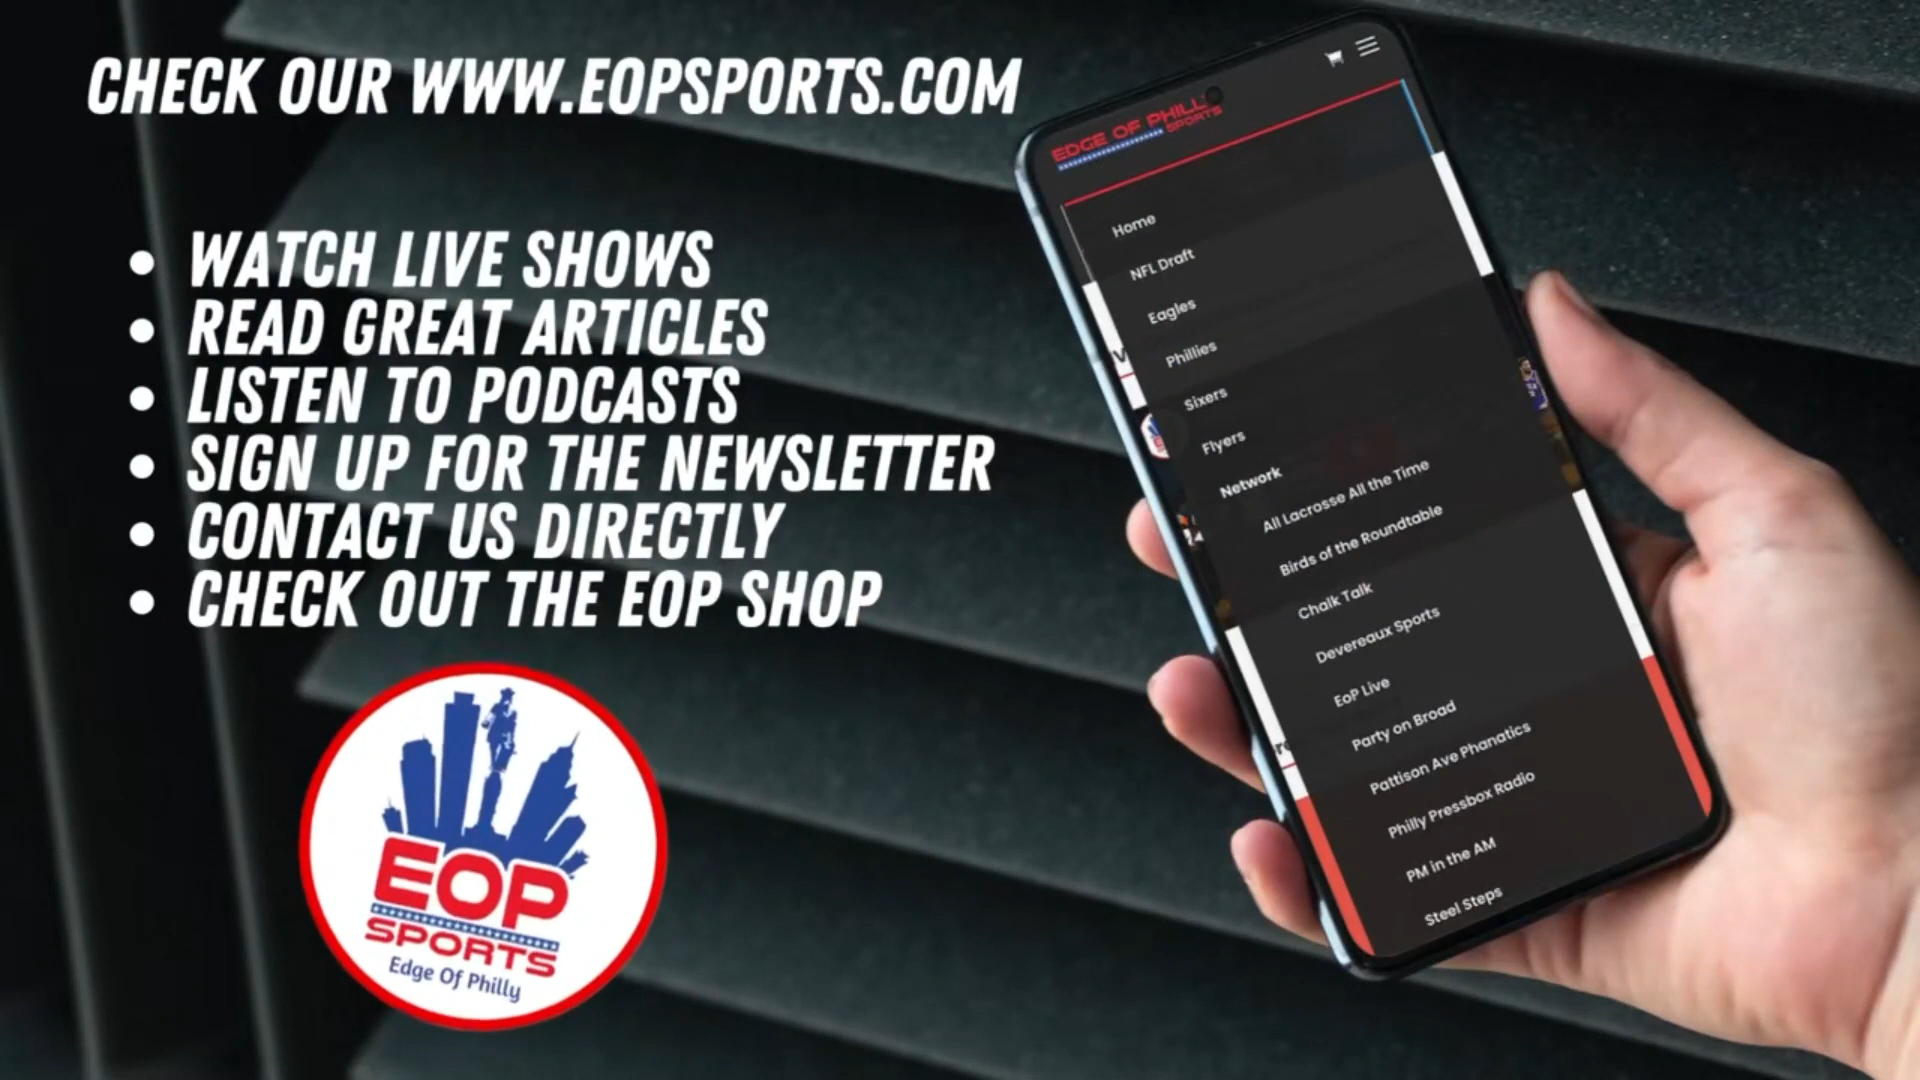 CHECK OUR WWW.EOPSPORTS.COM
• WATCH LIVE SHOWS
• READ GREAT ARTICLES
• LISTEN TO PODCASTS
• SIGN UP FOR THE NEWSLETTER
• CONTACT US DIRECTLY
• CHECK OUT THE EOP SHOP
EOP
SPORTS
Edge Of Philly
EDGE OF PHILLY
SPORTS
Home
NFL Draft
Eagles
Phillies
Sixers
Flyers
Network
All Lacrosse All the Time
Birds of the Roundtable
Chalk Talk
Devereaux Sports
EoP Live
Party on Broad
Pattison Ave Phanatics
Philly Pressbox Radio
PM in the AM
Steel Steps